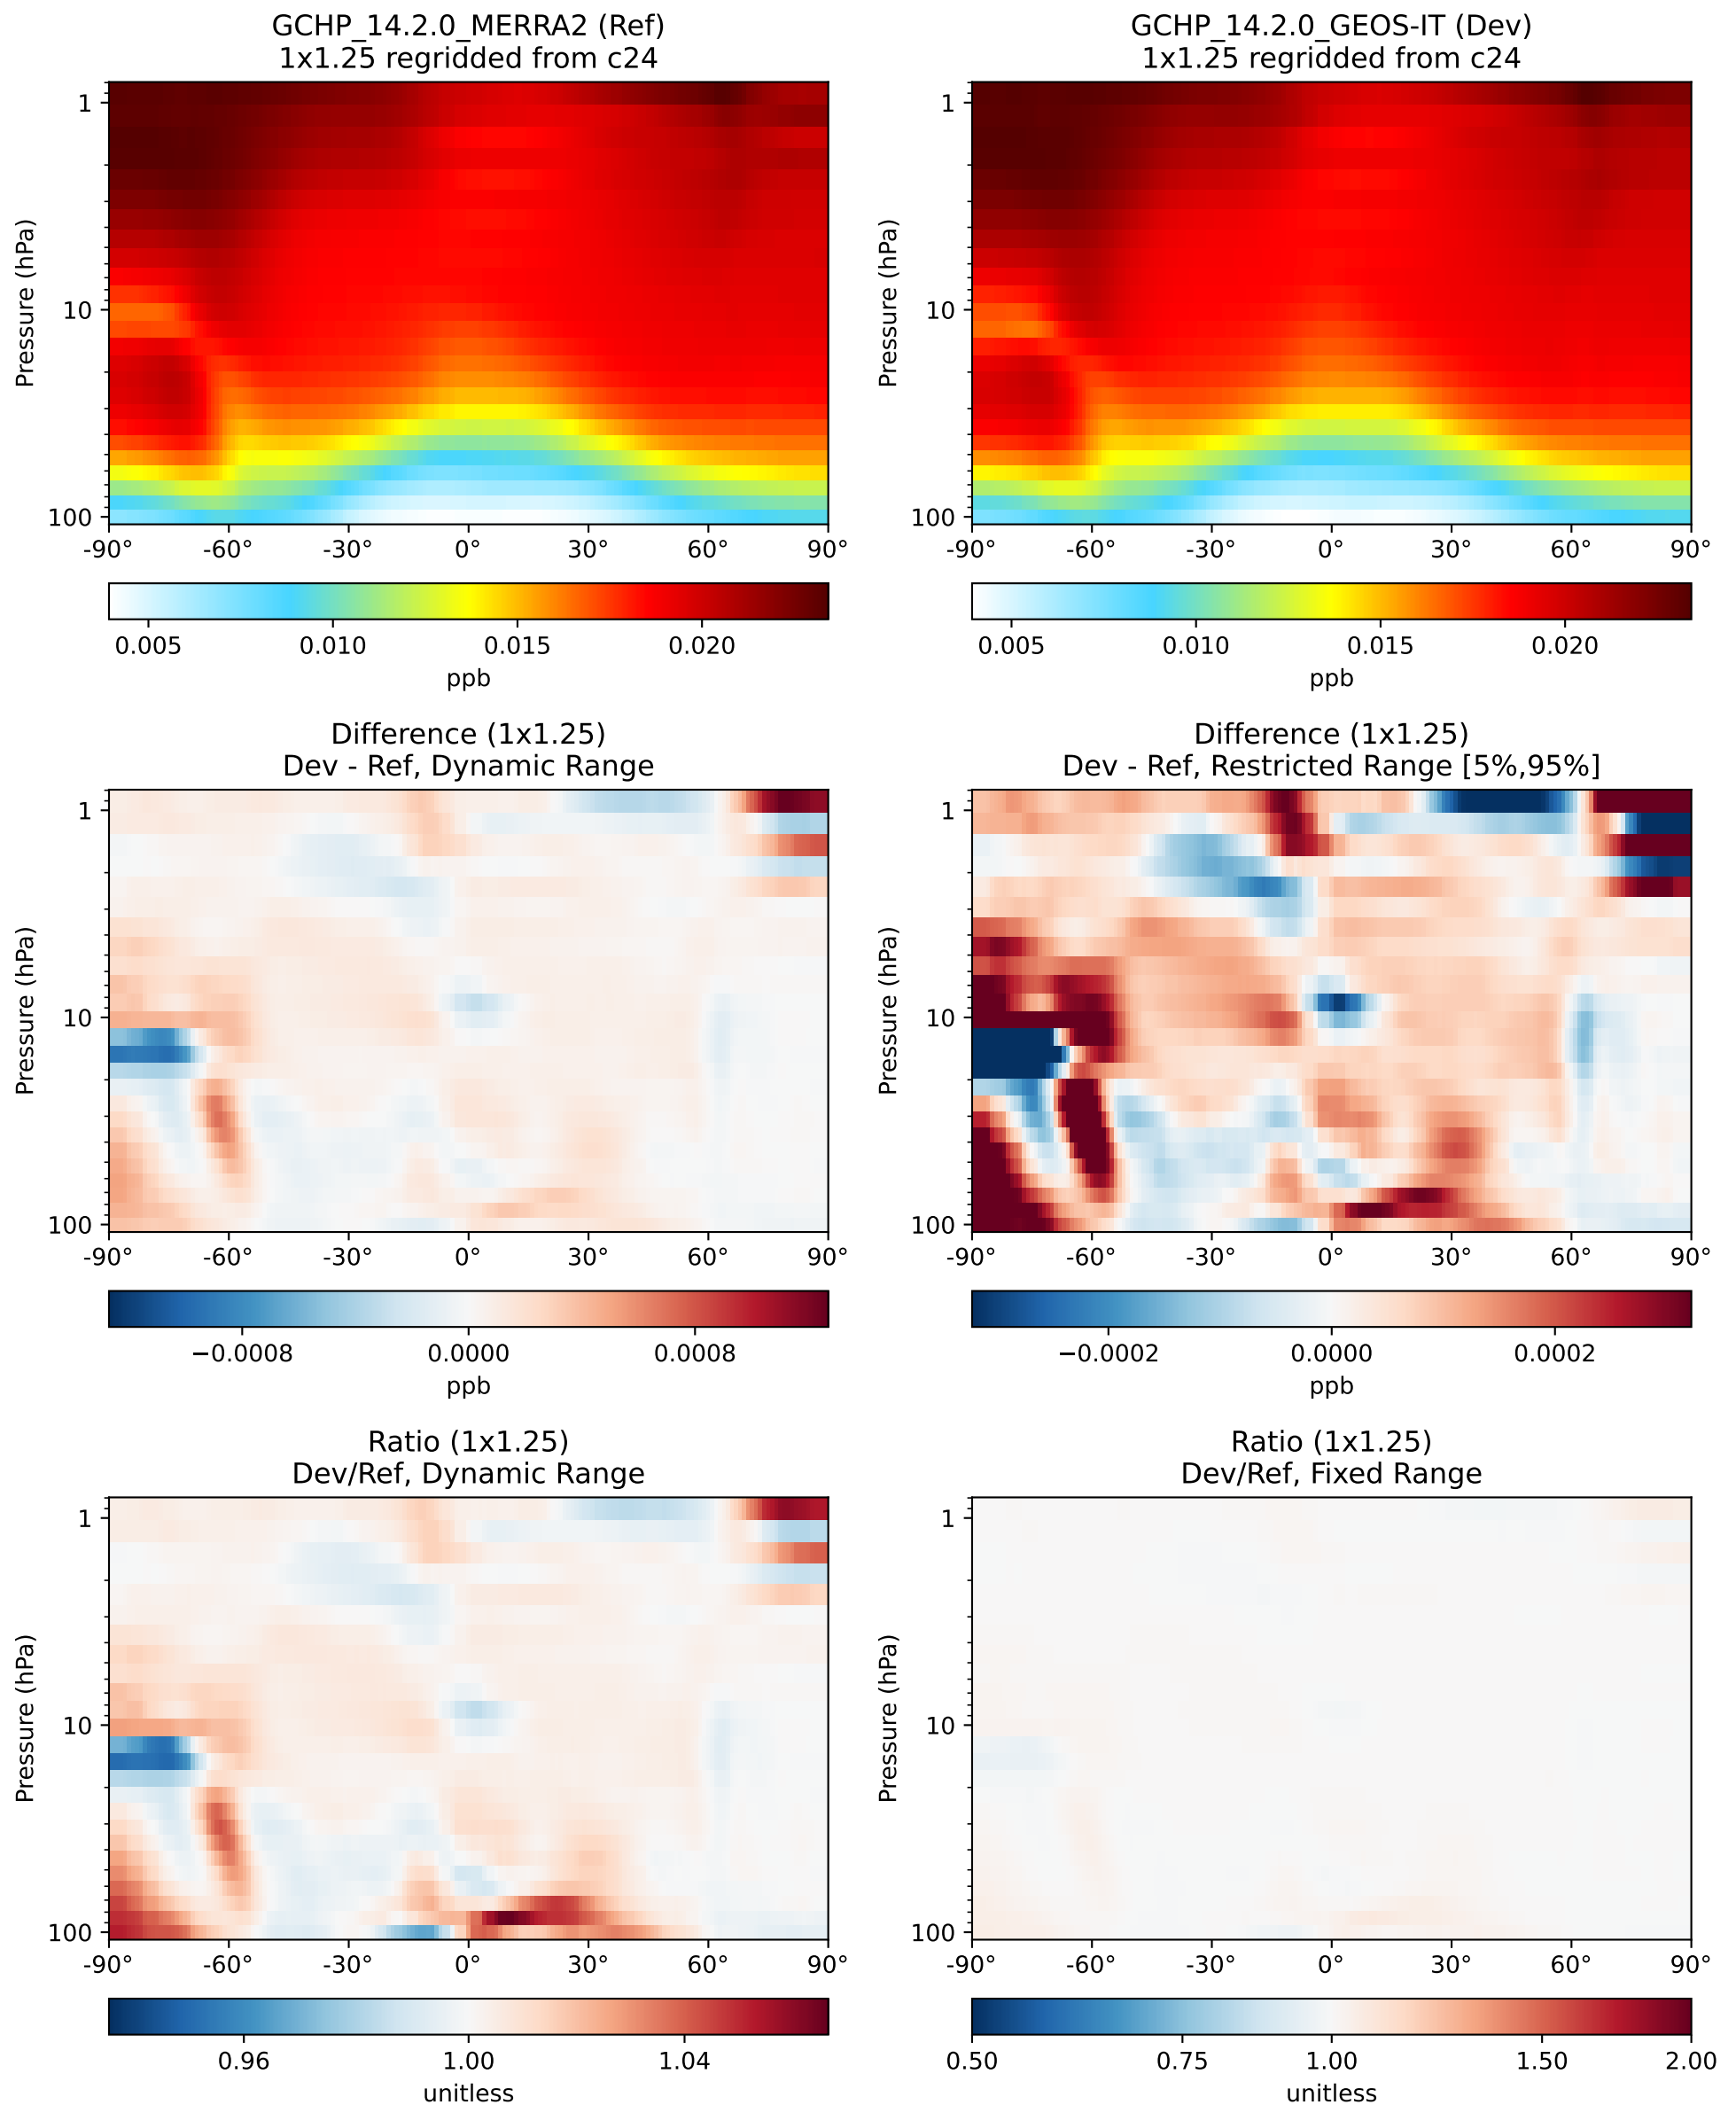 GCHP_14.2.0_MERRA2 (Ref)
1x1.25 regridded from c24
Pressure (hPa)
1
10
100
-90° -60° -30° 0° 30° 60° 90°
0.005 0.010 0.015 0.020
ppb
GCHP_14.2.0_GEOS-IT (Dev)
1x1.25 regridded from c24
Pressure (hPa)
1
10
100
-90° -60° -30° 0° 30° 60° 90°
0.005 0.010 0.015 0.020
ppb
Difference (1x1.25)
Dev - Ref, Dynamic Range
Pressure (hPa)
1
10
100
-90° -60° -30° 0° 30° 60° 90°
−0.0008 0.0000 0.0008
ppb
Difference (1x1.25)
Dev - Ref, Restricted Range [5%,95%]
Pressure (hPa)
1
10
100
-90° -60° -30° 0° 30° 60° 90°
−0.0002 0.0000 0.0002
ppb
Ratio (1x1.25)
Dev/Ref, Dynamic Range
Pressure (hPa)
1
10
100
-90° -60° -30° 0° 30° 60° 90°
0.96 1.00 1.04
unitless
Ratio (1x1.25)
Dev/Ref, Fixed Range
Pressure (hPa)
1
10
100
-90° -60° -30° 0° 30° 60° 90°
0.50 0.75 1.00 1.50 2.00
unitless